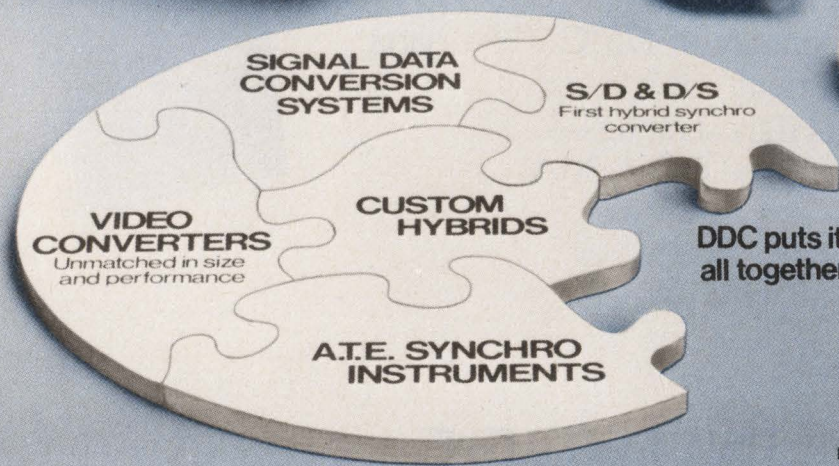 SIGNAL DATA
CONVERSION
SYSTEMS
S/D & D/S
First hybrid synchro
converter
VIDEO
CONVERTERS
Unmatched in size
and performance
CUSTOM
HYBRIDS
DDC puts it
all together
A.T.E. SYNCHRO
INSTRUMENTS